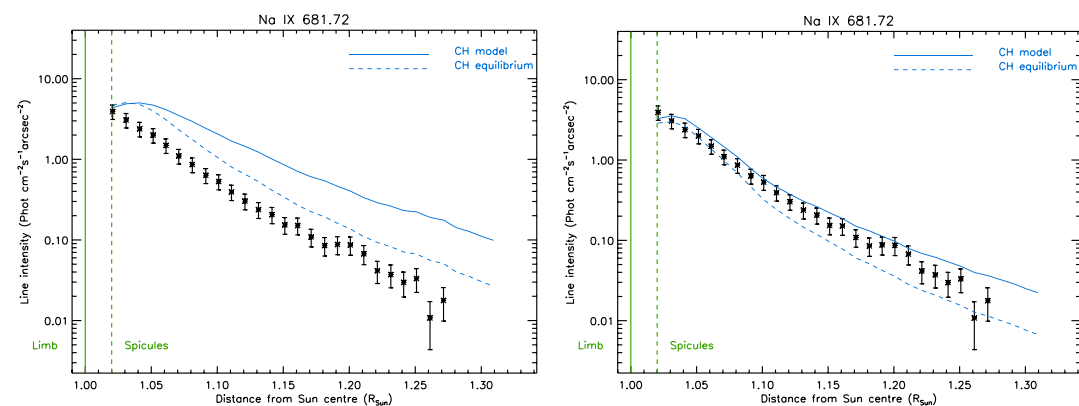 Na IX 681.72
CH model
CH equilibrium
10.00
1.00
0.10
0.01
Line intensity (Phot cm⁻²s⁻¹arcsec⁻²)
Limb
Spicules
1.00 1.05 1.10 1.15 1.20 1.25 1.30
Distance from Sun centre (R_Sun)
Na IX 681.72
CH model
CH equilibrium
10.00
1.00
0.10
0.01
Line intensity (Phot cm⁻²s⁻¹arcsec⁻²)
Limb
Spicules
1.00 1.05 1.10 1.15 1.20 1.25 1.30
Distance from Sun centre (R_Sun)